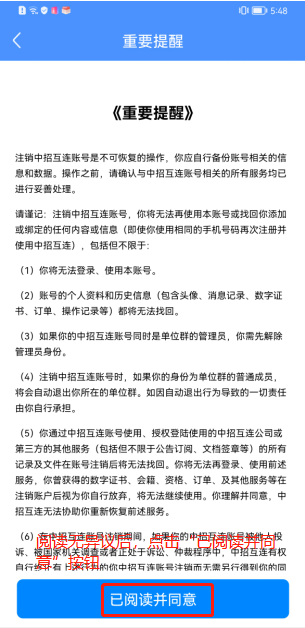 5:48
重要提醒
《重要提醒》
注销中招互连账号是不可恢复的操作，你应自行备份账号相关的信
息和数据。操作之前，请确认与中招互连账号相关的所有服务均已
进行妥善处理。
请谨记：注销中招互连账号，你将无法再使用本账号或找回你添加
或绑定的任何内容或信息（即使你使用相同的手机号码再次注册并
使用中招互连），包括但不限于：
（1）你将无法登录、使用本账号。
（2）账号的个人资料和历史信息（包含头像、消息记录、数字证
书、订单、操作记录等）都将无法找回。
（3）如果你的中招互连账号同时是单位群的管理员，你需先解除
管理员身份。
（4）注销中招互连账号时，如果你的身份为单位群的普通成员，
将会自动退出你所在的单位群。如因自动退出行为导致的一切责任
由你自行承担。
（5）你通过中招互连账号使用、授权登陆使用的中招互连公司或
第三方的其他服务（包括但不限于公告订阅、文档签章等）的所有
记录及文件在账号注销后将无法找回。你将无法再登录、使用前述
服务，你曾获得的数字证书、会籍、资格、订单、及其他服务等在
注销账户后视为你自行放弃，将无法继续使用。你理解并同意，中
招互连无法协助你重新恢复前述服务。
（6）在中招互连账号注销期间，如果你的中招互连账号被他人投
诉、被国家机关调查或者正处于诉讼、仲裁程序中，中招互连有权
自行终止你的中招互连账号注销而无需另行得到你的同
阅读无异议后，点击“已阅读并同
意”按钮
已阅读并同意